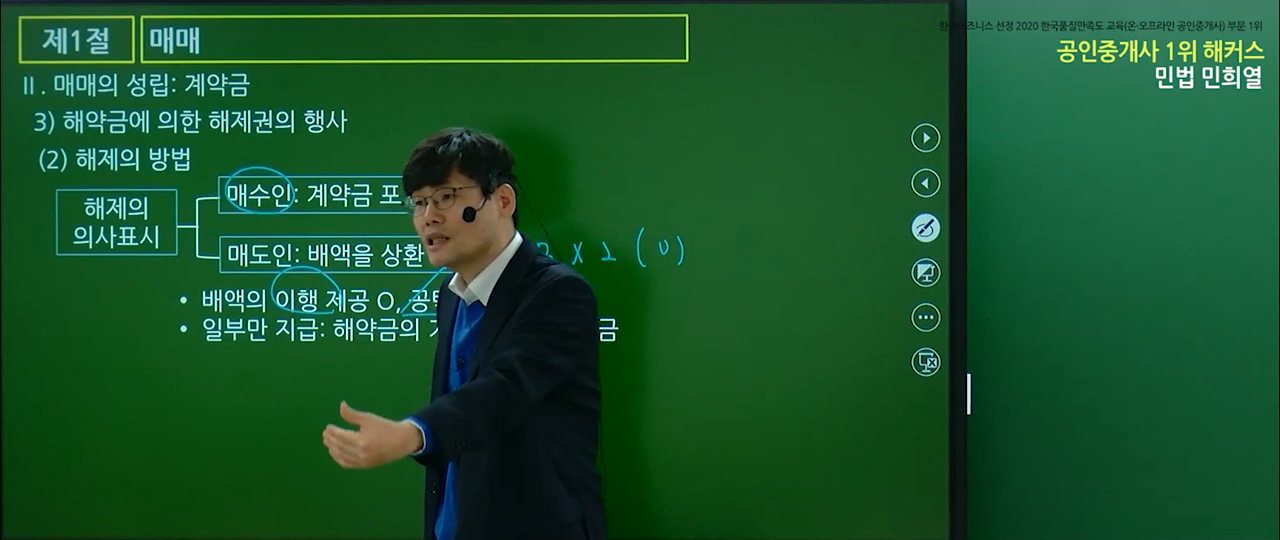 제1절 매매
비즈니스 선정 2020 한국품질만족도 교육(온·오프라인 공인중개사) 부문 1위
공인중개사 1위 해커스
민법 민희열
Ⅱ. 매매의 성립: 계약금
3) 해약금에 의한 해제권의 행사
(2) 해제의 방법
해제의
의사표시
매수인: 계약금 포
매도인: 배액을 상환
x 2 (0)
• 배액의 이행 제공 O,
• 일부만 지급: 해약금의 금